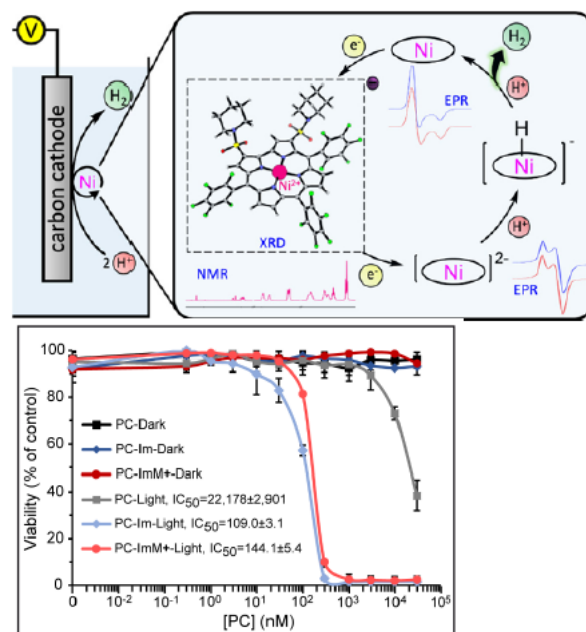 V
H₂
Ni
carbon cathode
2 H⁺
e⁻
Ni
H₂
H⁺
EPR
Ni²⁺
XRD
NMR
H
[ Ni ]⁻
H⁺
e⁻
[ Ni ]²⁻
EPR
Viability (% of control)
100
80
60
40
20
0
PC-Dark
PC-Im-Dark
PC-ImM+-Dark
PC-Light, IC50=22,178±2,901
PC-Im-Light, IC50=109.0±3.1
PC-ImM+-Light, IC50=144.1±5.4
0 10⁻² 10⁻¹ 10⁰ 10¹ 10² 10³ 10⁴ 10⁵
[PC] (nM)